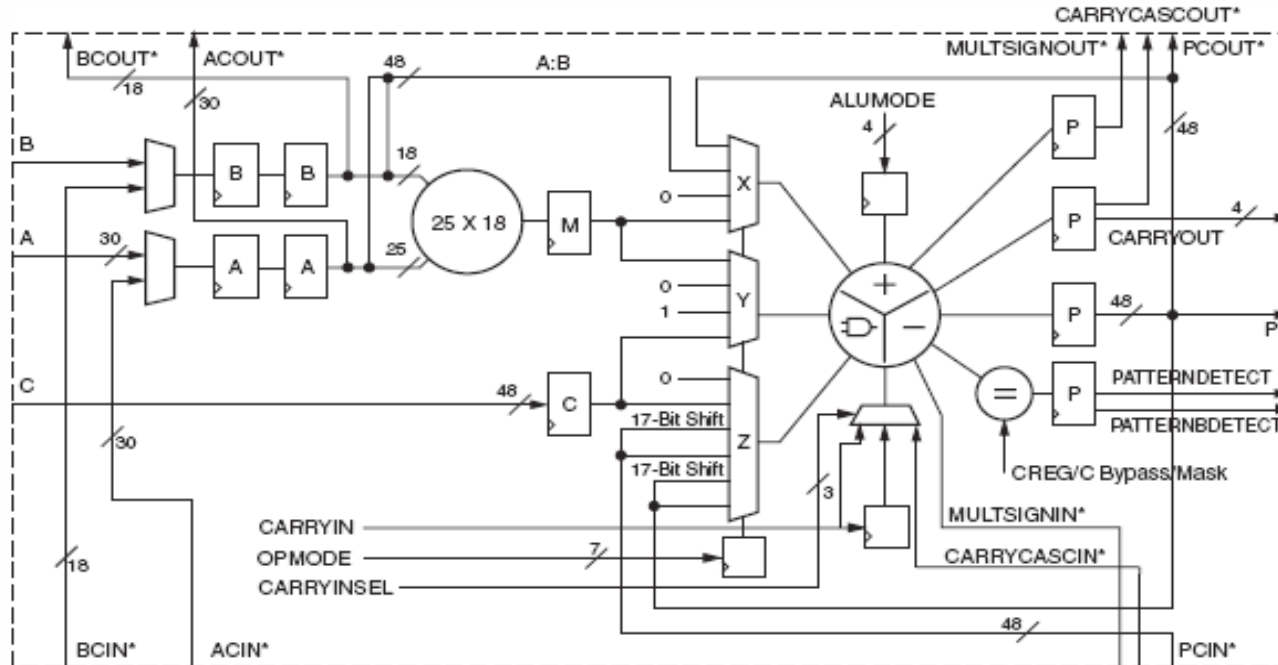 CARRYCASCOUT*
BCOUT* ACOUT* 48 A:B MULTSIGNOUT* PCOUT*
18 30 ALUMODE
B 4 P 48
B B 18 X
0
25 X 18 M P 4
A 30 25 CARRYOUT
A A
0 Y + 48 P
1 − P
C 0 = P PATTERNDETECT
48 C PATTERNBDETECT
17-Bit Shift
30 17-Bit Shift Z CREG/C Bypass/Mask
3
CARRYIN MULTSIGNIN*
OPMODE 7
18 CARRYCASCIN*
CARRYINSEL
48
BCIN* ACIN* PCIN*